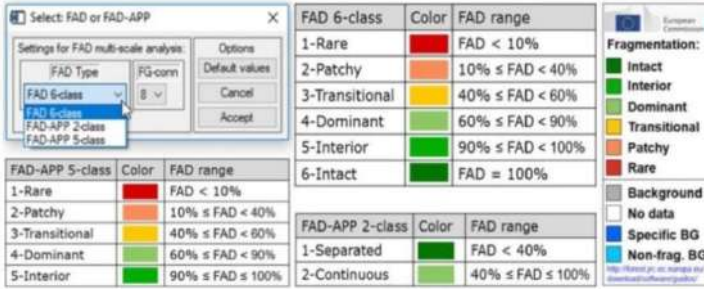 Select: FAD or FAD-APP
Settings for FAD multi-scale analysis:
FAD Type
FG-conn
FAD 6-class
8
FAD 6-class
FAD-APP 2-class
FAD-APP 5-class
Options
Default values
Cancel
Accept
FAD-APP 5-class Color FAD range
1-Rare FAD < 10%
2-Patchy 10% ≤ FAD < 40%
3-Transitional 40% ≤ FAD < 60%
4-Dominant 60% ≤ FAD < 90%
5-Interior 90% ≤ FAD ≤ 100%
FAD 6-class Color FAD range
1-Rare FAD < 10%
2-Patchy 10% ≤ FAD < 40%
3-Transitional 40% ≤ FAD < 60%
4-Dominant 60% ≤ FAD < 90%
5-Interior 90% ≤ FAD < 100%
6-Intact FAD = 100%
FAD-APP 2-class Color FAD range
1-Separated FAD < 40%
2-Continuous 40% ≤ FAD ≤ 100%
European
Commission
Fragmentation:
Intact
Interior
Dominant
Transitional
Patchy
Rare
Background
No data
Specific BG
Non-frag. BG